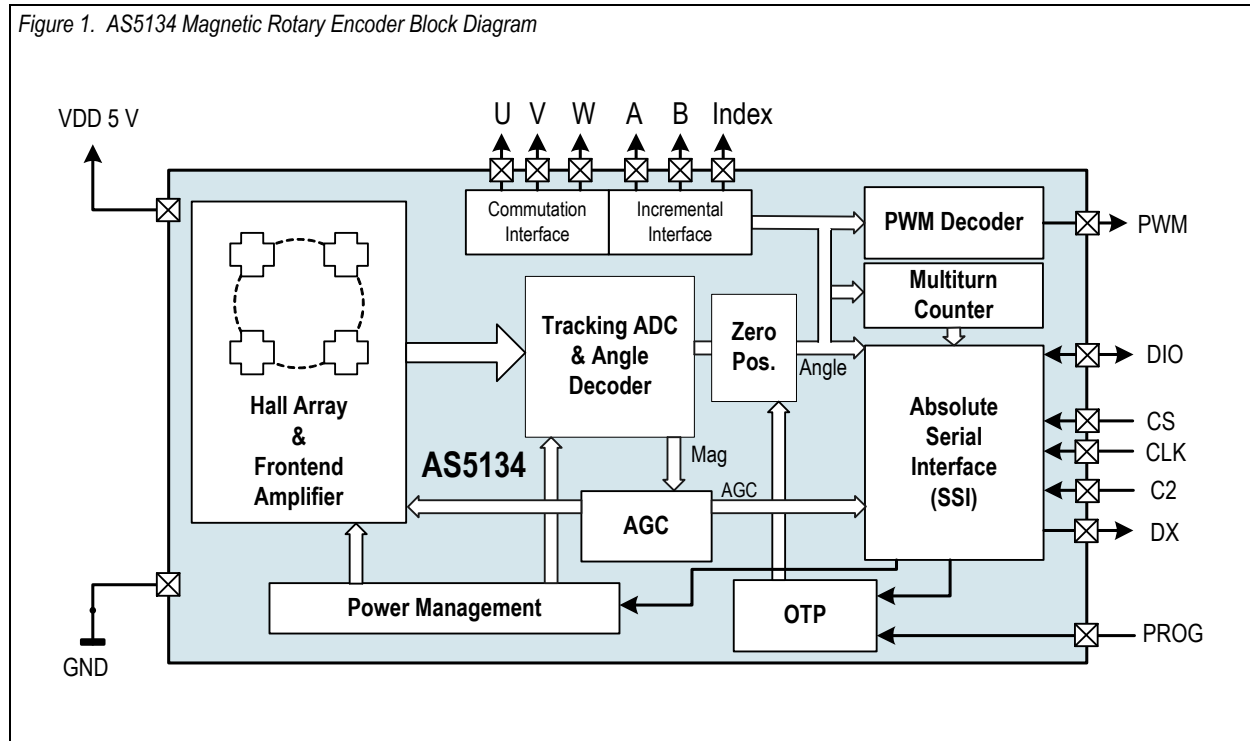 Figure 1. AS5134 Magnetic Rotary Encoder Block Diagram
VDD 5 V
U V W A B Index
Commutation
Interface
Incremental
Interface
PWM Decoder
PWM
Multiturn
Counter
Hall Array
&
Frontend
Amplifier
Tracking ADC
& Angle
Decoder
Zero
Pos.
Angle
Absolute
Serial
Interface
(SSI)
DIO
CS
CLK
C2
DX
AS5134
Mag
AGC
AGC
Power Management
OTP
PROG
GND